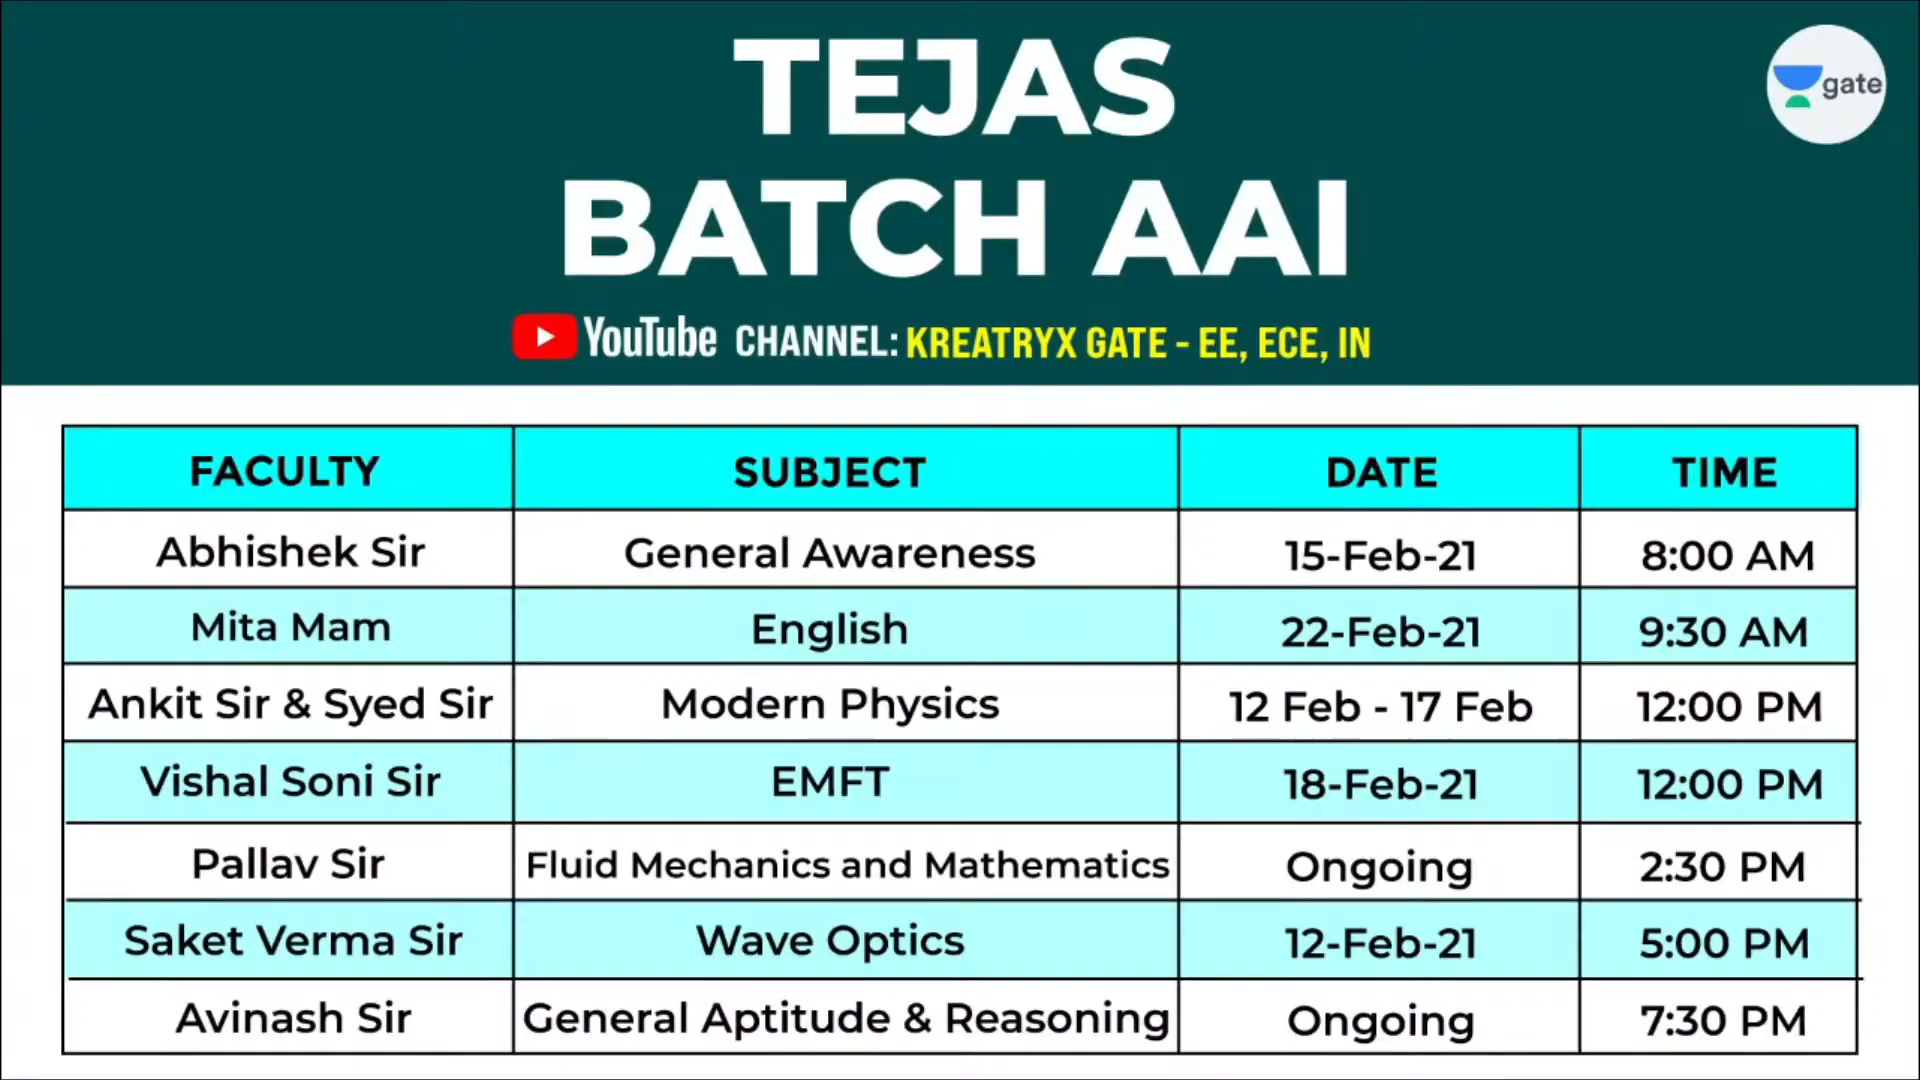 TEJAS
gate
BATCH AAI
YouTube CHANNEL: KREATRYX GATE - EE, ECE, IN
FACULTY SUBJECT DATE TIME
Abhishek Sir General Awareness 15-Feb-21 8:00 AM
Mita Mam English 22-Feb-21 9:30 AM
Ankit Sir & Syed Sir Modern Physics 12 Feb - 17 Feb 12:00 PM
Vishal Soni Sir EMFT 18-Feb-21 12:00 PM
Pallav Sir Fluid Mechanics and Mathematics Ongoing 2:30 PM
Saket Verma Sir Wave Optics 12-Feb-21 5:00 PM
Avinash Sir General Aptitude & Reasoning Ongoing 7:30 PM